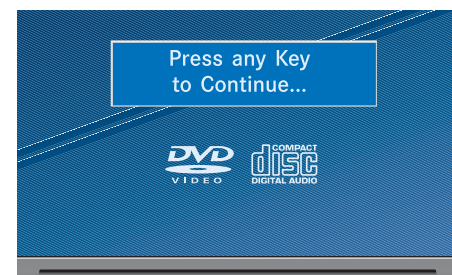 Press any Key
to Continue...
DVD
VIDEO
COMPACT
disc
DIGITAL AUDIO